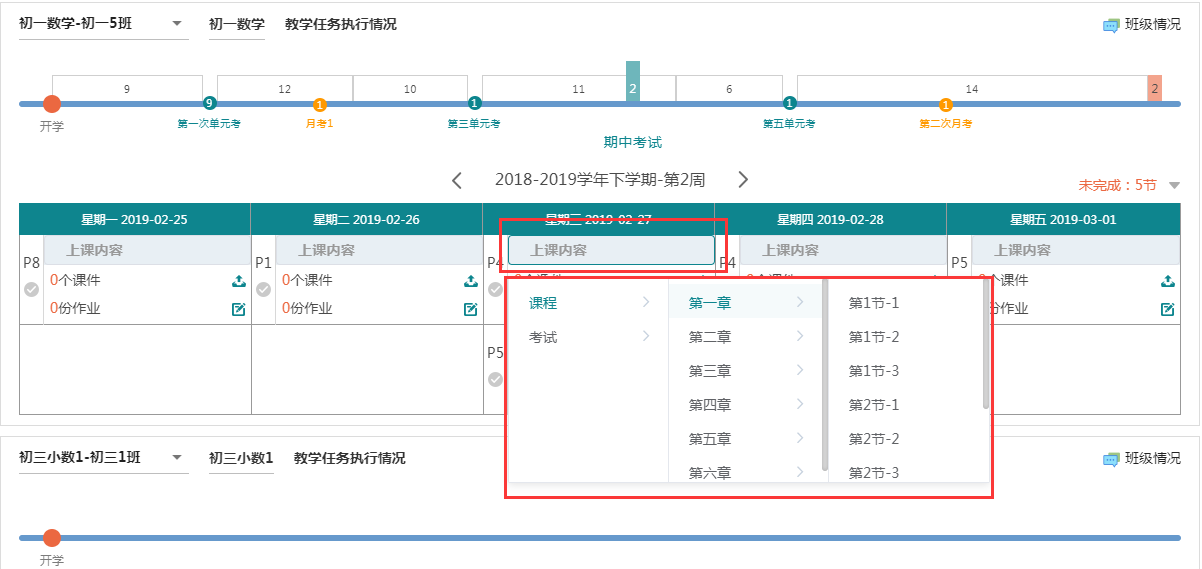 初一数学-初一5班 初一数学 教学任务执行情况 班级情况
9 12 10 11 2 6 14 2
9 1 1 1 1
开学 第一次单元考 月考1 第三单元考 第五单元考 第二次月考
期中考试
2018-2019学年下学期-第2周
未完成：5节
星期一 2019-02-25 星期二 2019-02-26 星期三 2019-02-27 星期四 2019-02-28 星期五 2019-03-01
上课内容 上课内容 上课内容 上课内容 上课内容
P8 P1 P4 P4 P5
0个课件 0个课件 0个课件 0个课件 0个课件
0份作业 0份作业 份作业
课程 第一章 第1节-1
考试 第二章 第1节-2
P5 第三章 第1节-3
第四章 第2节-1
第五章 第2节-2
第六章 第2节-3
初三小数1-初三1班 初三小数1 教学任务执行情况 班级情况
开学